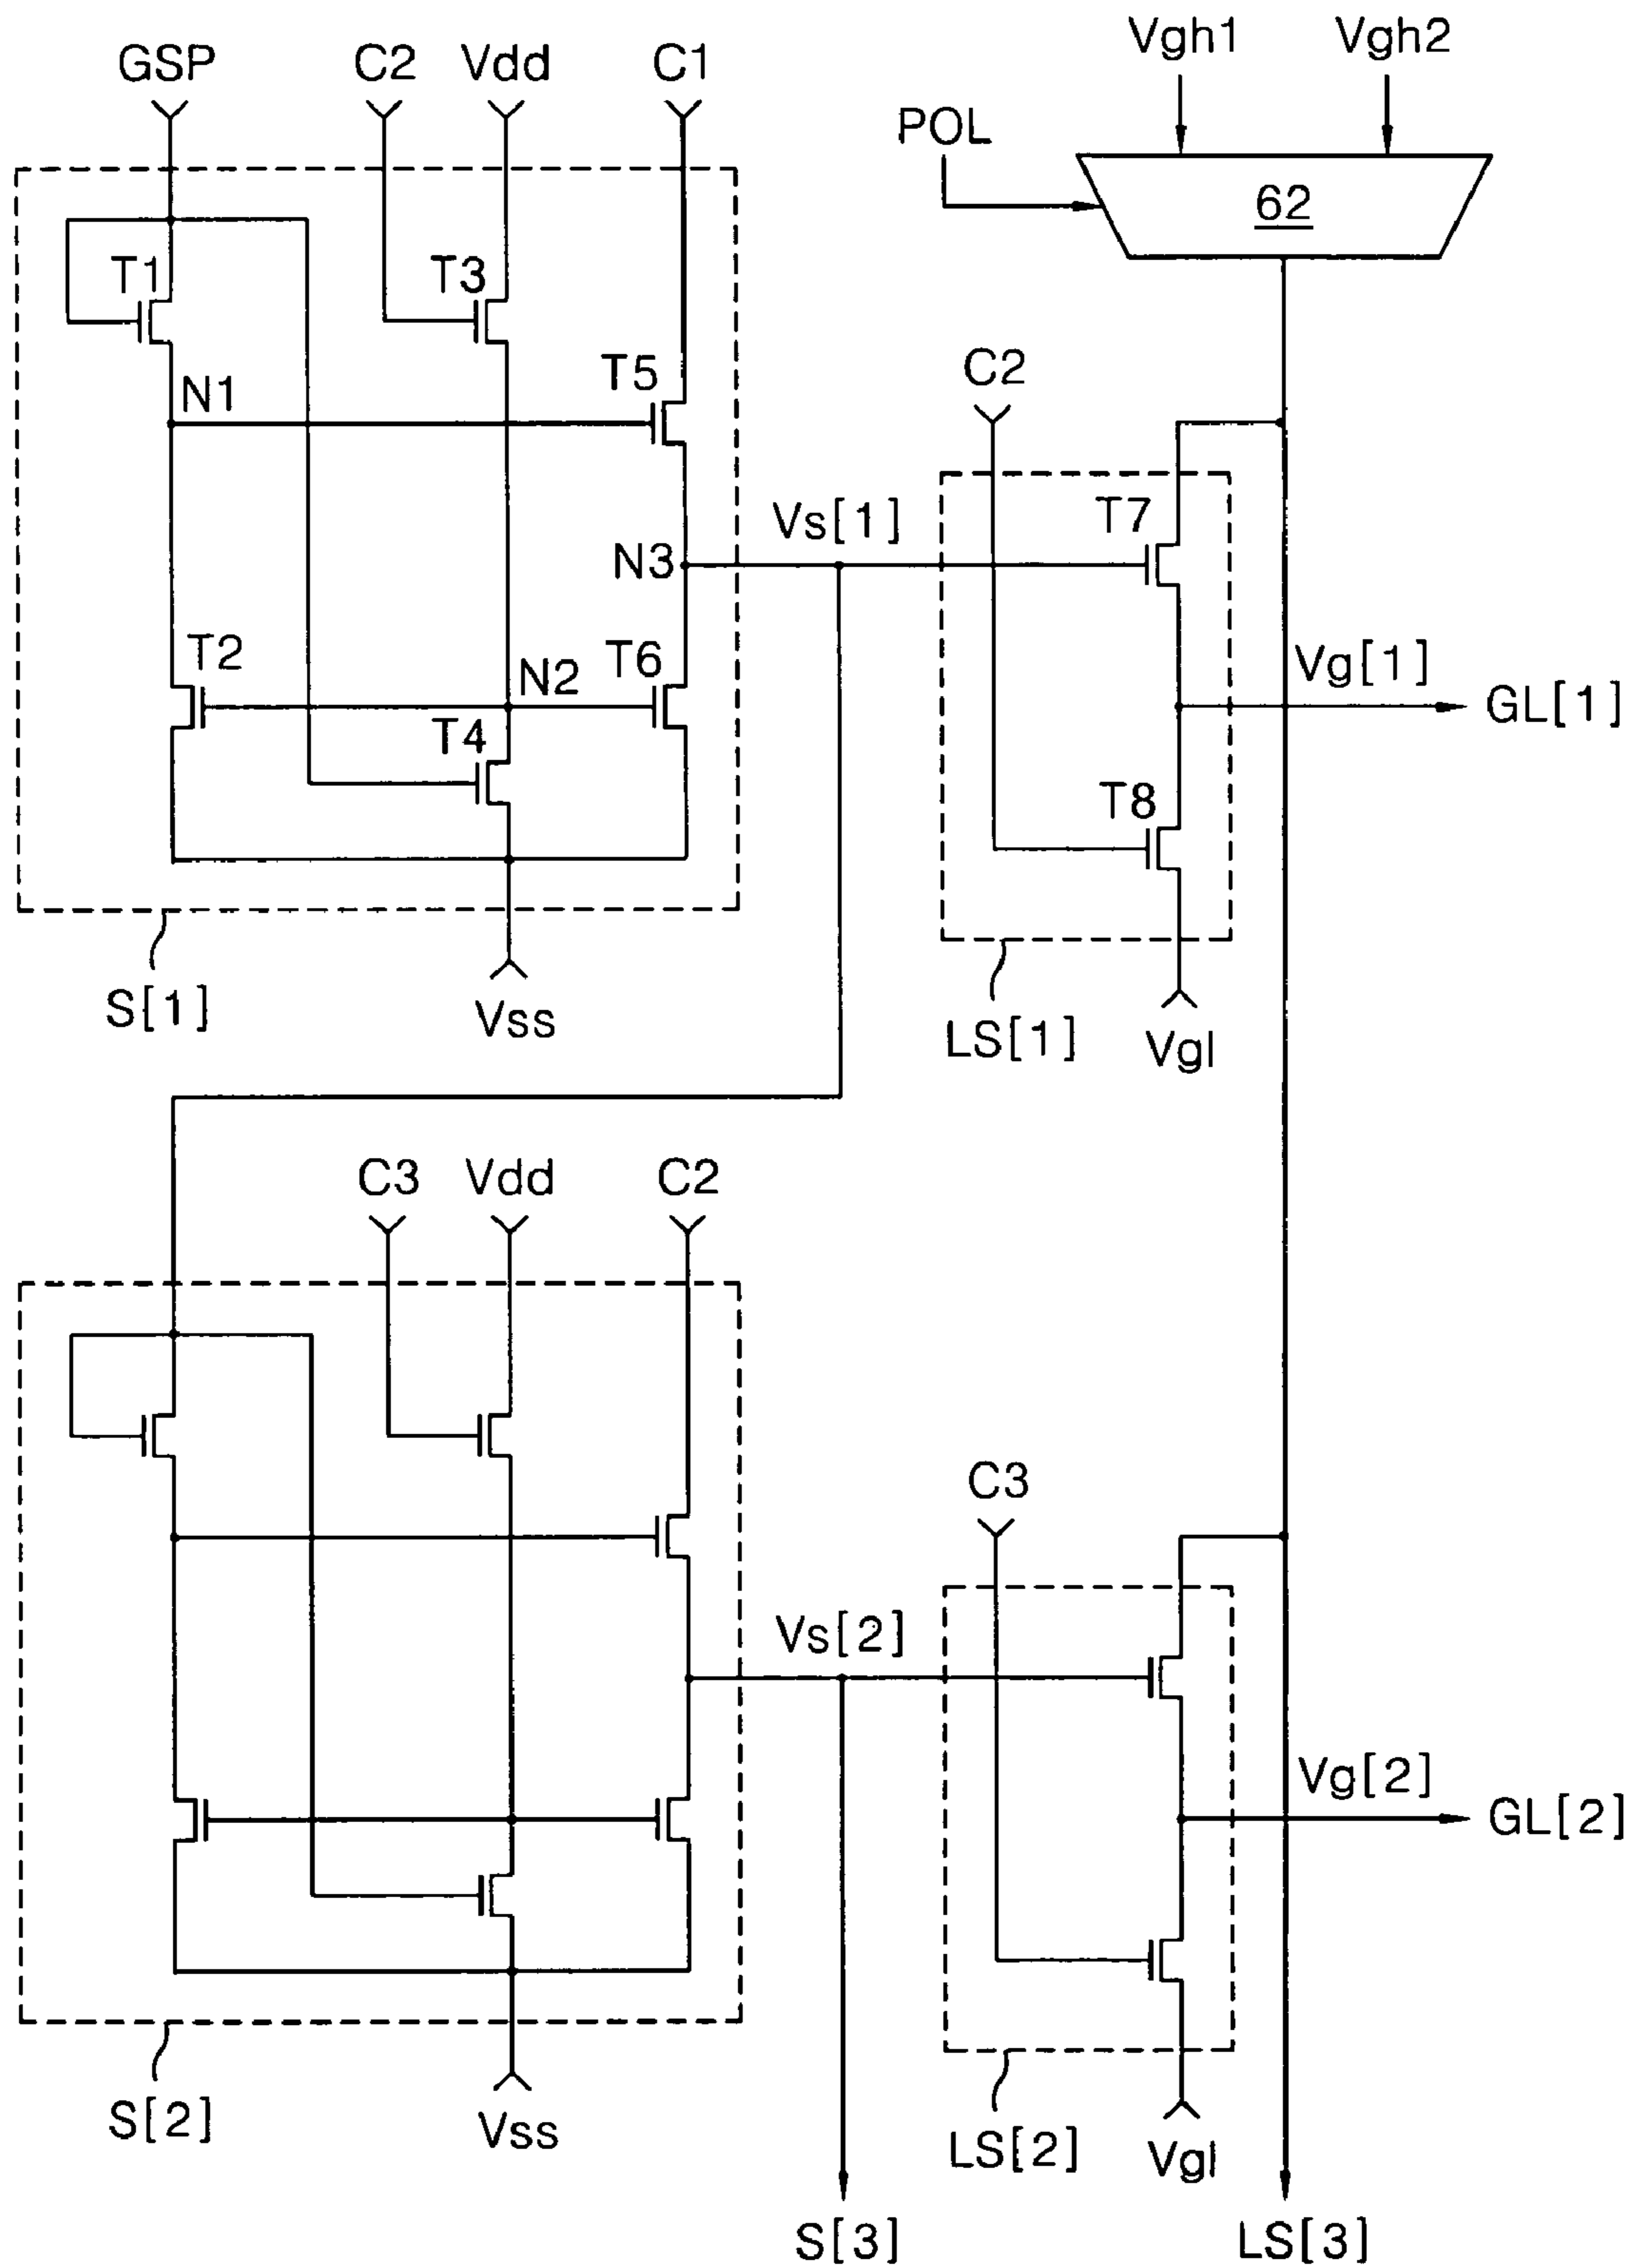 Vgh1 Vgh2
GSP C2 Vdd C1
POL
62
T1 T3
T5 C2
N1
T7
Vs[1]
N3
T2 T6
N2 Vg[1]
GL[1]
T4
T8
S[1] Vss LS[1] Vgl
C3 Vdd C2
C3
Vs[2]
Vg[2]
GL[2]
S[2] Vss LS[2] Vgl
S[3] LS[3]